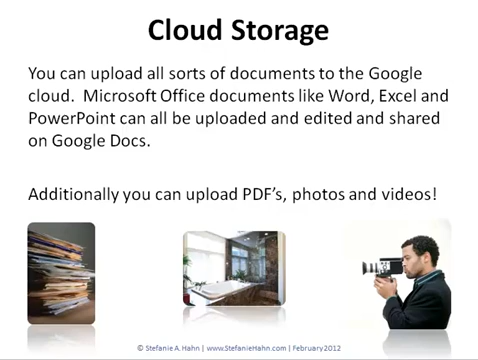 Cloud Storage
You can upload all sorts of documents to the Google
cloud.  Microsoft Office documents like Word, Excel and
PowerPoint can all be uploaded and edited and shared
on Google Docs.
Additionally you can upload PDF's, photos and videos!
© Stefanie A. Hahn | www.StefanieHahn.com | February 2012